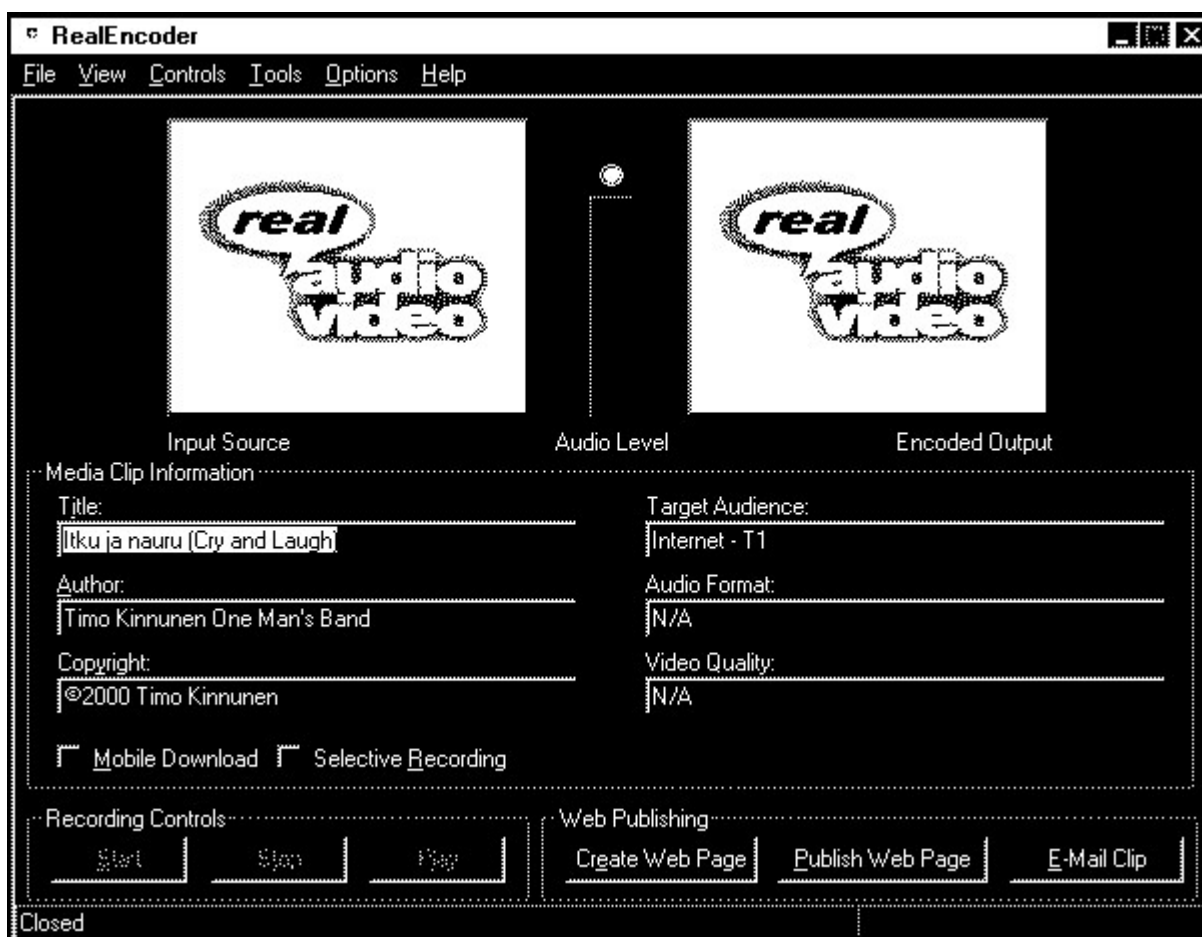 RealEncoder
File View Controls Tools Options Help
real
audio
video
real
audio
video
Input Source Audio Level Encoded Output
Media Clip Information
Title:
Itku ja nauru (Cry and Laugh)
Target Audience:
Internet - T1
Author:
Timo Kinnunen One Man's Band
Audio Format:
N/A
Copyright:
©2000 Timo Kinnunen
Video Quality:
N/A
Mobile Download Selective Recording
Recording Controls
Start Stop Play
Web Publishing
Create Web Page Publish Web Page E-Mail Clip
Closed